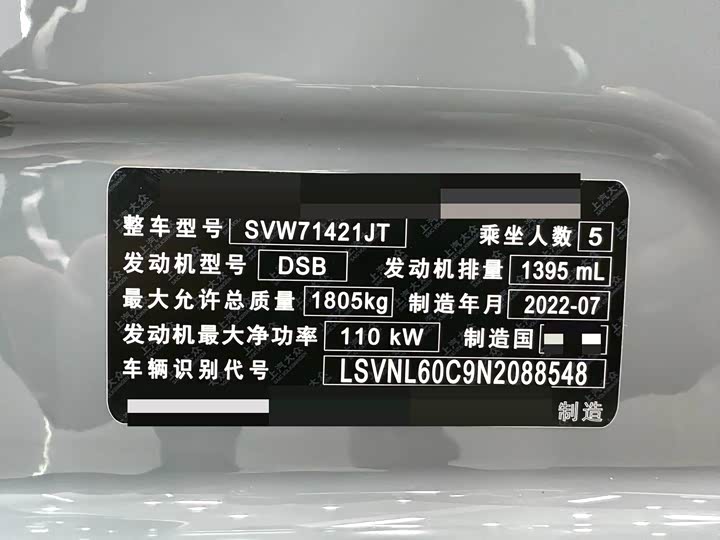 整车型号 SVW71421JT 乘坐人数 5
发动机型号 DSB 发动机排量 1395 mL
最大允许总质量 1805kg 制造年月 2022-07
发动机最大净功率 110 kW 制造国
车辆识别代号 LSVNL60C9N2088548
制造